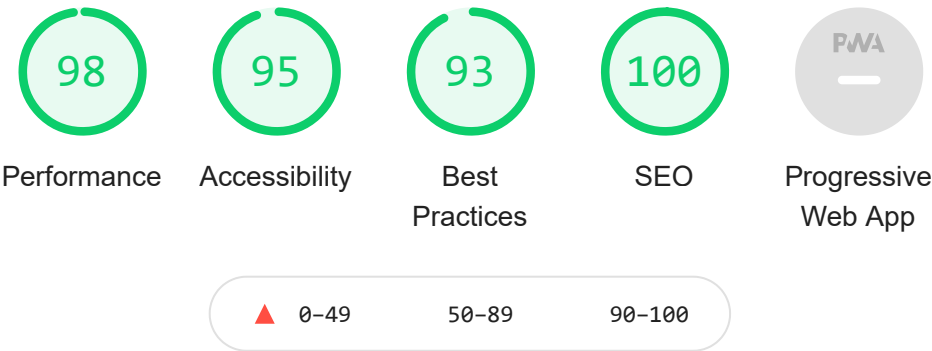 98 95 93 100 PWA
Performance Accessibility Best Practices SEO Progressive Web App
0–49 50–89 90–100